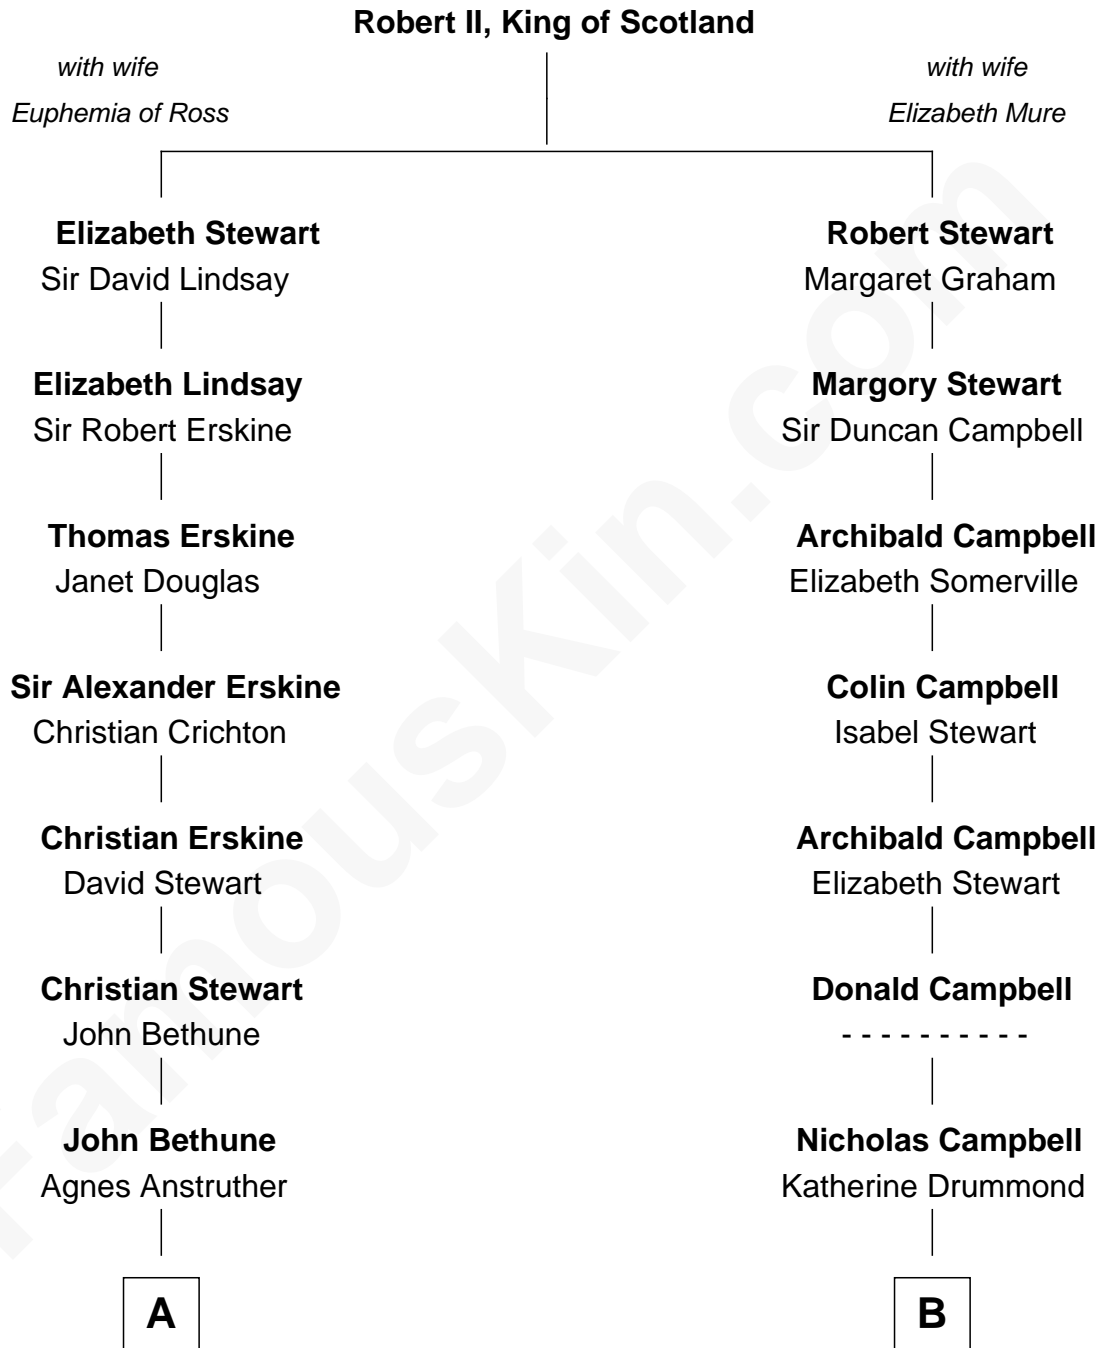 Robert II, King of Scotland
with wife
Euphemia of Ross
with wife
Elizabeth Mure
Elizabeth Stewart
Sir David Lindsay
Robert Stewart
Margaret Graham
Elizabeth Lindsay
Sir Robert Erskine
Margory Stewart
Sir Duncan Campbell
Thomas Erskine
Janet Douglas
Archibald Campbell
Elizabeth Somerville
Sir Alexander Erskine
Christian Crichton
Colin Campbell
Isabel Stewart
Christian Erskine
David Stewart
Archibald Campbell
Elizabeth Stewart
Christian Stewart
John Bethune
Donald Campbell
- - - - - - - - - -
John Bethune
Agnes Anstruther
Nicholas Campbell
Katherine Drummond
A
B
FamousKin.com